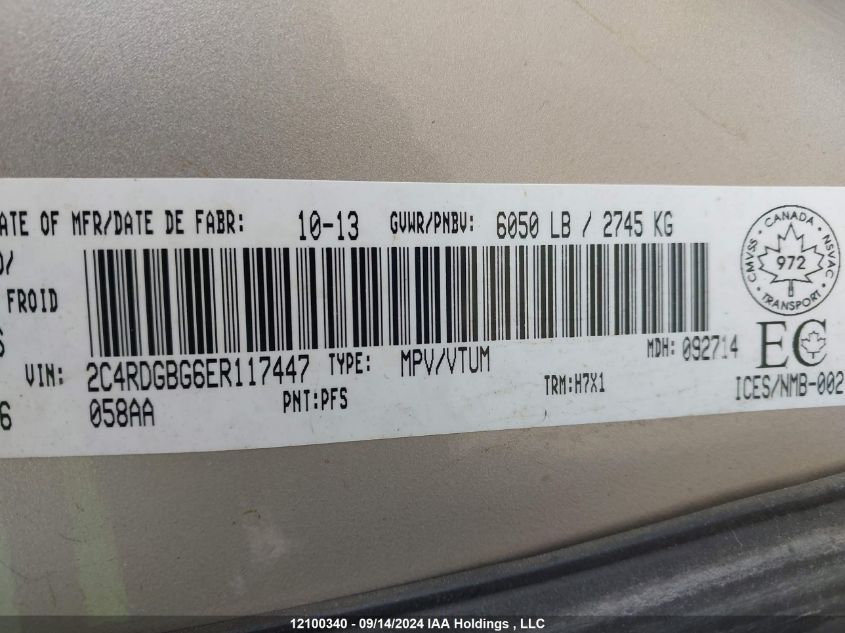 ATE OF MFR/DATE DE FABR: 10-13 GVWR/PNBV: 6050 LB / 2745 KG
FROID
VIN: 2C4RDGBG6ER117447 TYPE: MPV/VTUM MDH: 092714
058AA PNT:PFS TRM:H7X1 ICES/NMB-002
CANADA
CMVSS
NSVAC
972
TRANSPORT
EC
12100340 - 09/14/2024 IAA Holdings , LLC